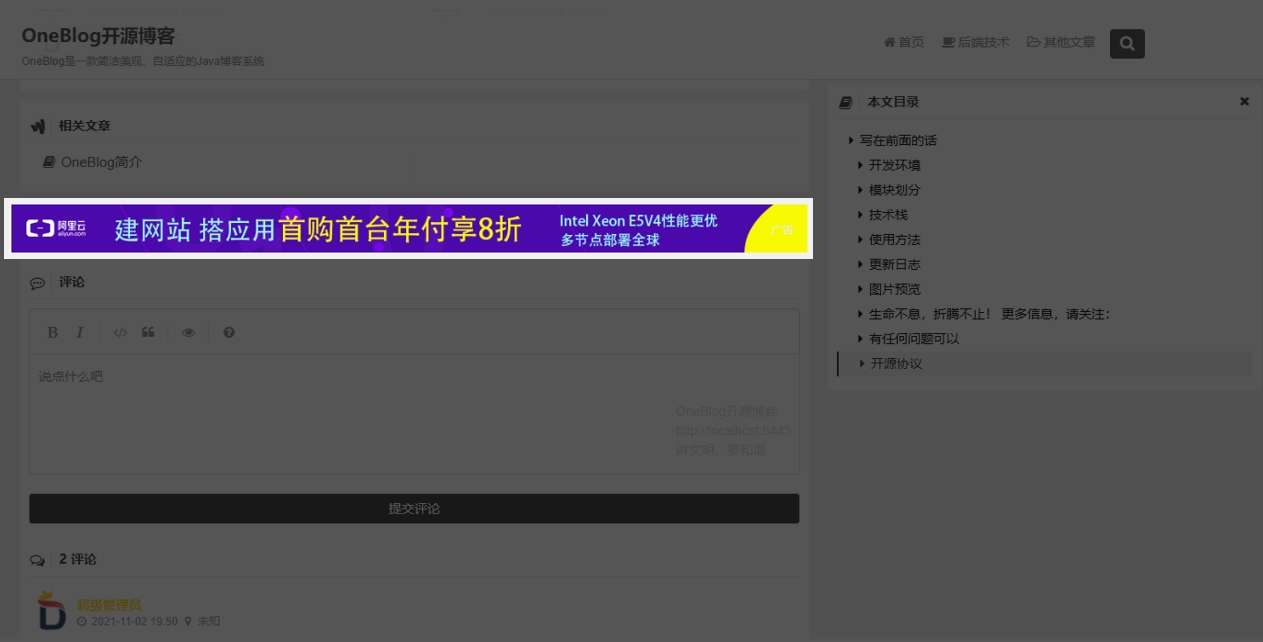 OneBlog开源博客
OneBlog是一款简洁美观、自适应的Java博客系统
首页 后端技术 其他文章
相关文章
OneBlog简介
阿里云
aliyun.com
建网站 搭应用首购首台年付享8折
Intel Xeon E5V4性能更优
多节点部署全球
广告
评论
B I
说点什么吧
OneBlog开源博客
http://localhost:8443
讲文明、要和谐
提交评论
2 评论
超级管理员
2021-11-02 19:50 未知
本文目录
写在前面的话
开发环境
模块划分
技术栈
使用方法
更新日志
图片预览
生命不息，折腾不止！ 更多信息，请关注：
有任何问题可以
开源协议